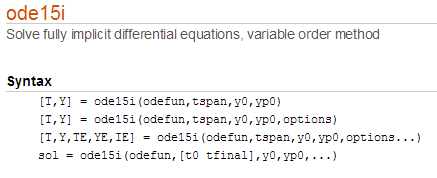 ode15i
Solve fully implicit differential equations, variable order method
Syntax
[T,Y] = ode15i(odefun,tspan,y0,yp0)
[T,Y] = ode15i(odefun,tspan,y0,yp0,options)
[T,Y,TE,YE,IE] = ode15i(odefun,tspan,y0,yp0,options...)
sol = ode15i(odefun,[t0 tfinal],y0,yp0,...)